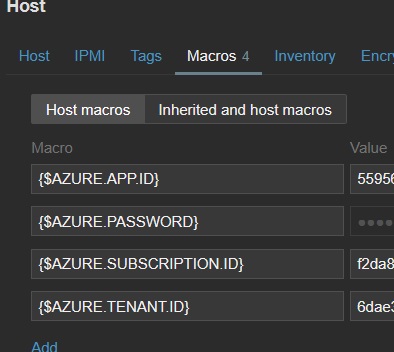 Host
Host IPMI Tags Macros 4 Inventory Encry
Host macros Inherited and host macros
Macro Value
{$AZURE.APP.ID} 55956
{$AZURE.PASSWORD} ••••
{$AZURE.SUBSCRIPTION.ID} f2da8
{$AZURE.TENANT.ID} 6dae3
Add